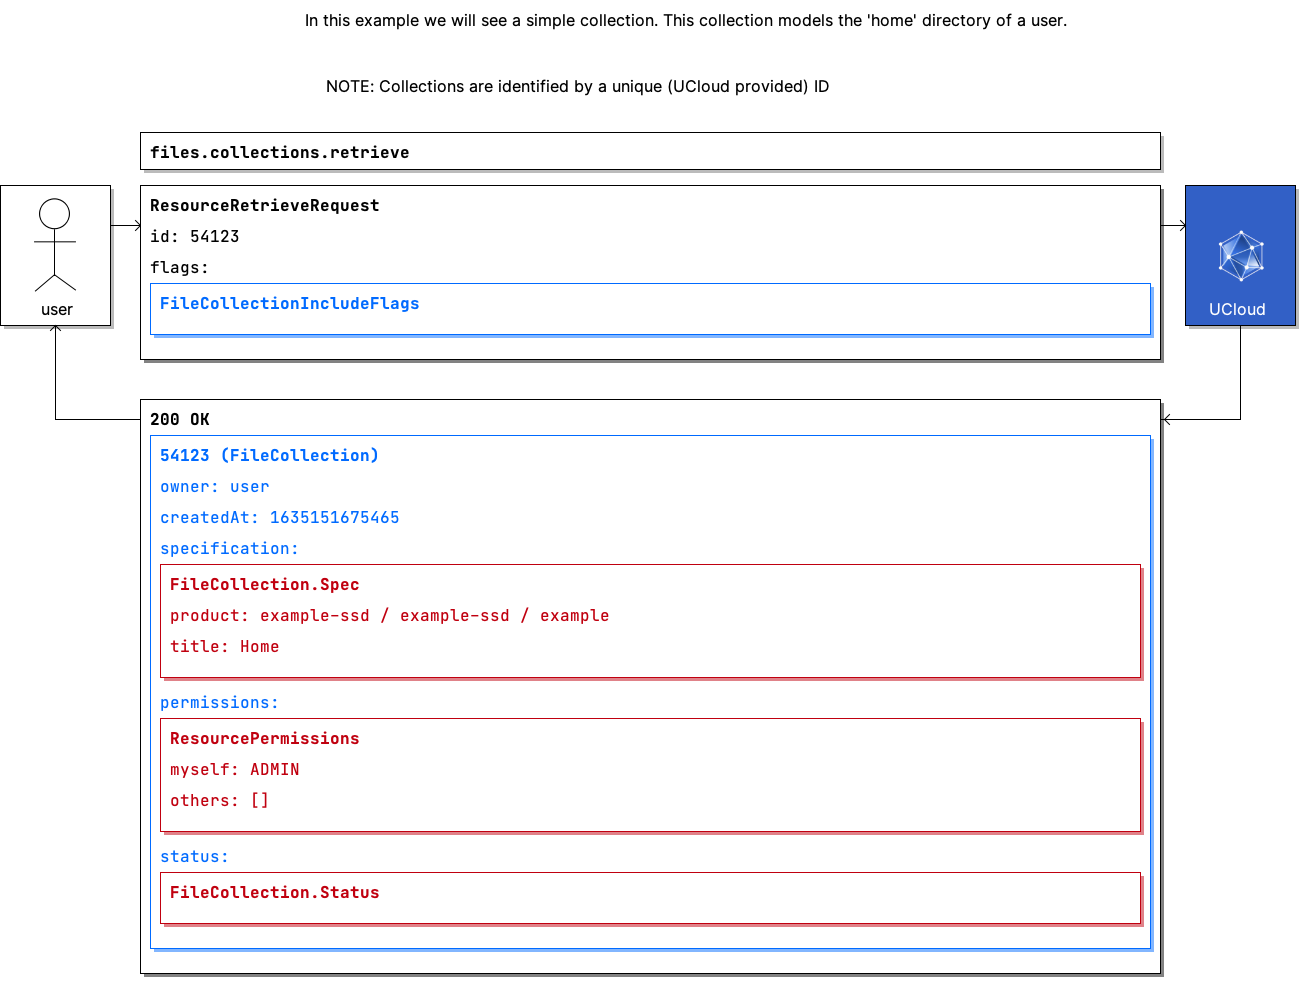 In this example we will see a simple collection. This collection models the 'home' directory of a user.
NOTE: Collections are identified by a unique (UCloud provided) ID
files.collections.retrieve
user
ResourceRetrieveRequest
id: 54123
flags:
FileCollectionIncludeFlags
UCloud
200 OK
54123 (FileCollection)
owner: user
createdAt: 1635151675465
specification:
FileCollection.Spec
product: example-ssd / example-ssd / example
title: Home
permissions:
ResourcePermissions
myself: ADMIN
others: []
status:
FileCollection.Status